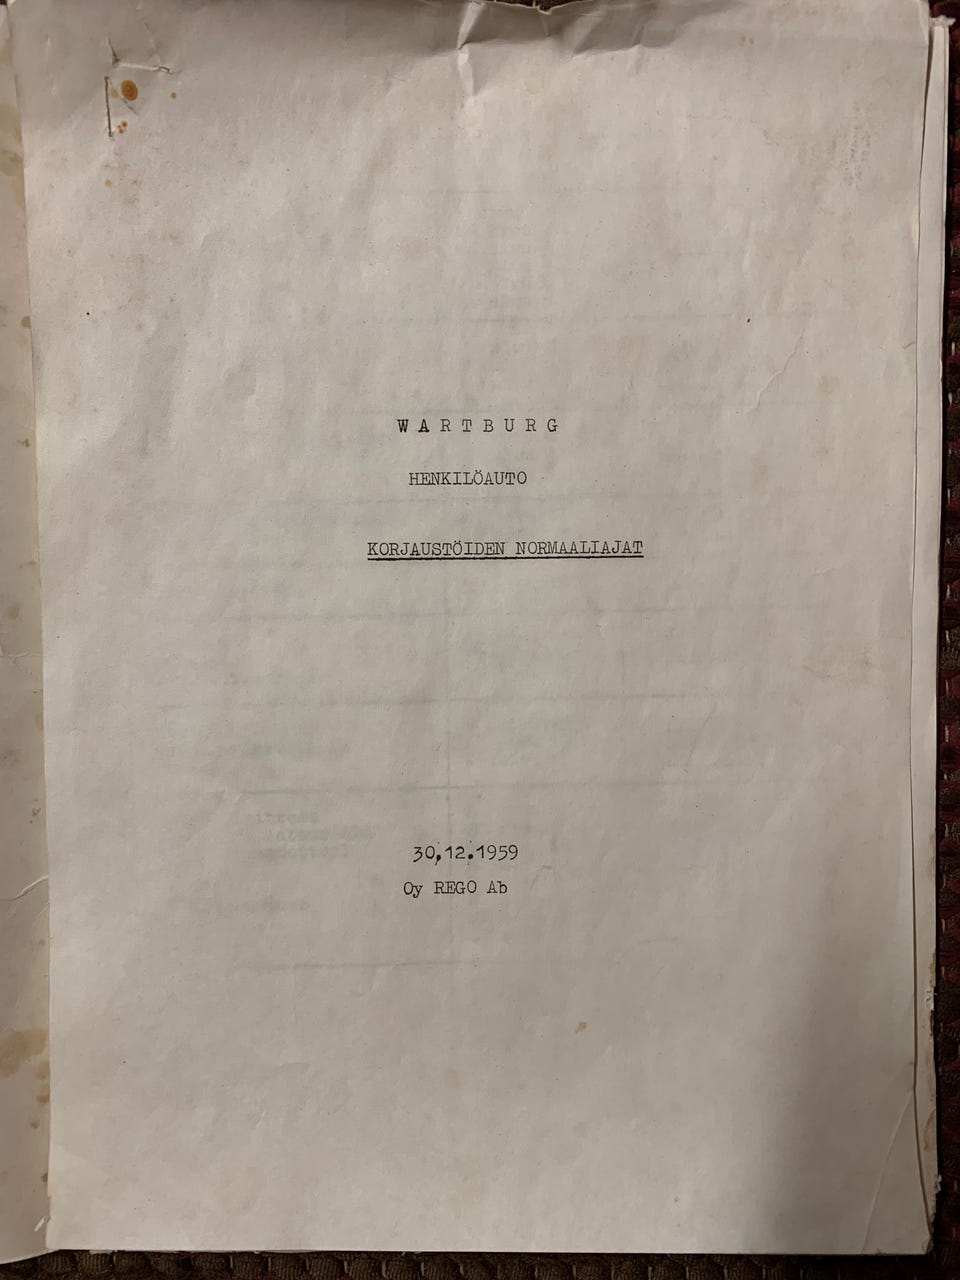 W A R T B U R G
HENKILÖAUTO
KORJAUSTÖIDEN NORMAALIAJAT
30.12.1959
Oy REGO Ab